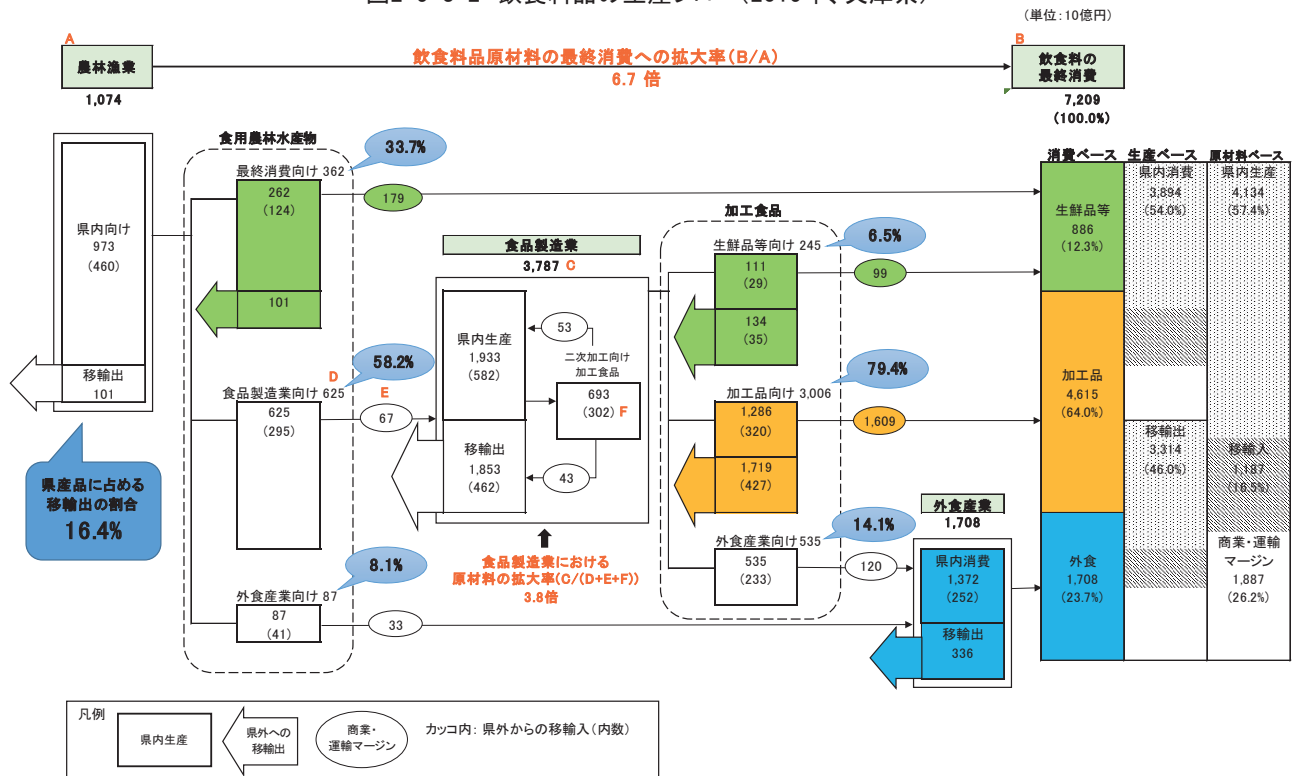 (単位:10億円)
A
農林漁業
1,074
飲食料品原材料の最終消費への拡大率(B/A)
6.7 倍
B
飲食料の
最終消費
7,209
(100.0%)
食用農林水産物
33.7%
最終消費向け 362
262
(124)
101
179
県内向け
973
(460)
移輸出
101
県産品に占める
移輸出の割合
16.4%
58.2%
D
食品製造業向け 625
625
(295)
E
67
8.1%
外食産業向け 87
87
(41)
33
食品製造業
3,787 C
県内生産
1,933
(582)
移輸出
1,853
(462)
53
二次加工向け
加工食品
693
(302) F
43
食品製造業における
原材料の拡大率(C/(D+E+F))
3.8倍
加工食品
6.5%
生鮮品等向け 245
111
(29)
134
(35)
99
79.4%
加工品向け 3,006
1,286
(320)
1,719
(427)
1,609
14.1%
外食産業向け 535
535
(233)
120
外食産業
1,708
県内消費
1,372
(252)
移輸出
336
消費ベース
生鮮品等
886
(12.3%)
加工品
4,615
(64.0%)
外食
1,708
(23.7%)
生産ベース
県内消費
3,894
(54.0%)
移輸出
3,314
(46.0%)
原材料ベース
県内生産
4,134
(57.4%)
移輸入
1,187
(16.5%)
商業・運輸
マージン
1,887
(26.2%)
凡例
県内生産
県外への
移輸出
商業・
運輸マージン
カッコ内: 県外からの移輸入(内数)